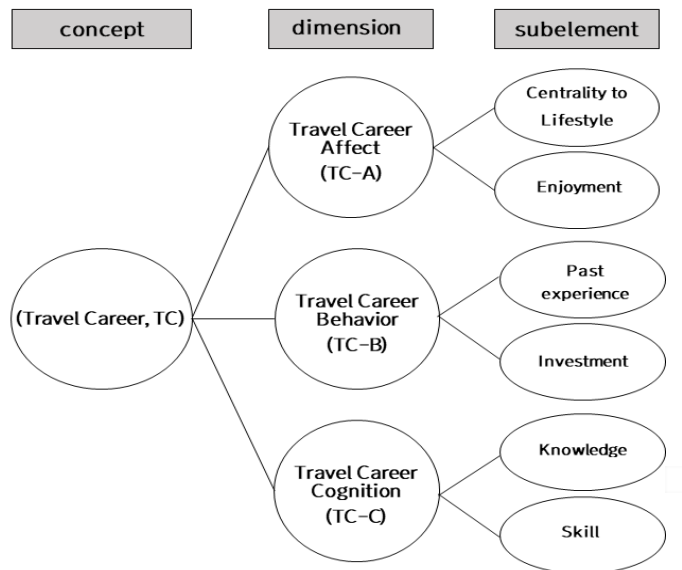 concept
dimension
subelement
(Travel Career, TC)
Travel Career
Affect
(TC-A)
Centrality to
Lifestyle
Enjoyment
Travel Career
Behavior
(TC-B)
Past
experience
Investment
Travel Career
Cognition
(TC-C)
Knowledge
Skill